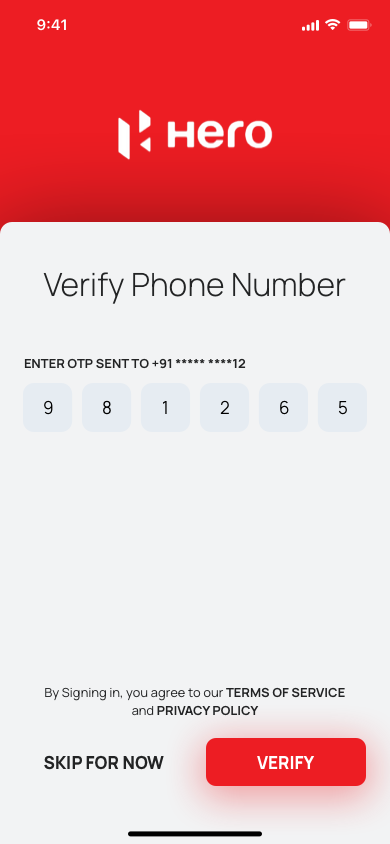 9:41
Hero
Verify Phone Number
ENTER OTP SENT TO +91 ***** ****12
9 8 1 2 6 5
By Signing in, you agree to our TERMS OF SERVICE
and PRIVACY POLICY
SKIP FOR NOW VERIFY